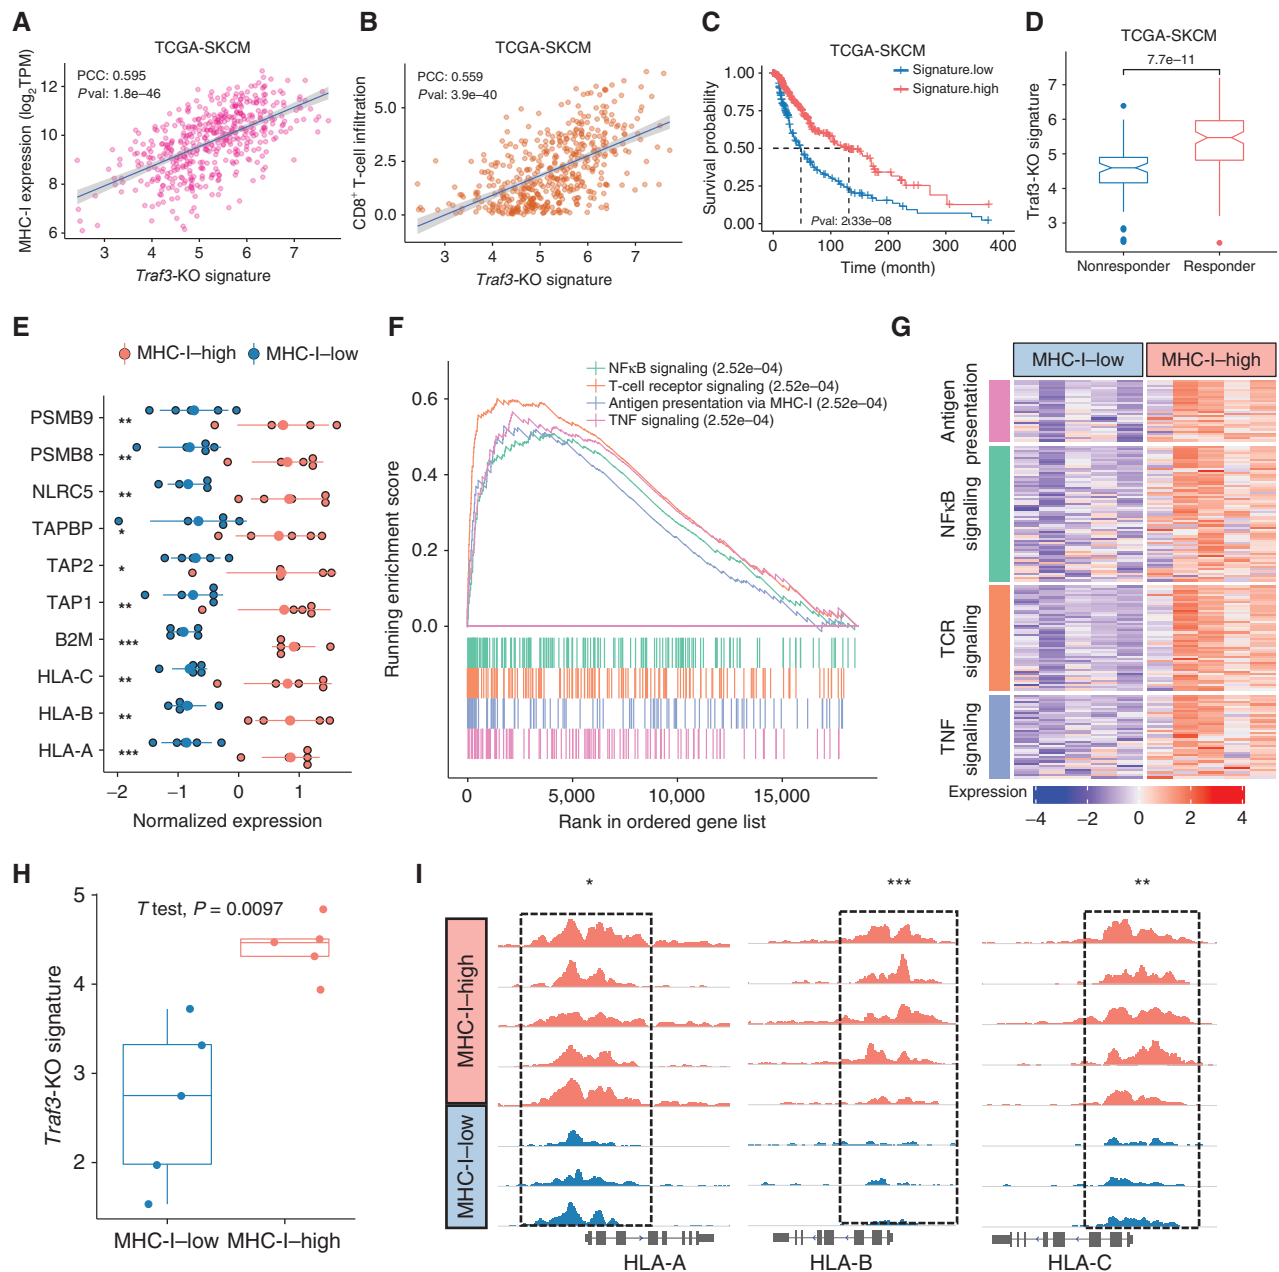 A
TCGA-SKCM
PCC: 0.595
Pval: 1.8e–46
MHC-I expression (log2TPM)
12
10
8
6
3
4
5
6
7
Traf3-KO signature
B
TCGA-SKCM
PCC: 0.559
Pval: 3.9e–40
CD8+ T-cell infiltration
5.0
2.5
0.0
3
4
5
6
7
Traf3-KO signature
C
TCGA-SKCM
Signature.low
Signature.high
Survival probability
1.00
0.75
0.50
0.25
0.00
Pval: 2.33e–08
0
100
200
300
400
Time (month)
D
TCGA-SKCM
7.7e–11
Traf3-KO signature
7
6
5
4
3
Nonresponder
Responder
E
MHC-I–high
MHC-I–low
PSMB9
**
PSMB8
**
NLRC5
**
TAPBP
*
TAP2
*
TAP1
**
B2M
***
HLA-C
**
HLA-B
**
HLA-A
***
–2
–1
0
1
Normalized expression
F
NFκB signaling (2.52e–04)
T-cell receptor signaling (2.52e–04)
Antigen presentation via MHC-I (2.52e–04)
TNF signaling (2.52e–04)
Running enrichment score
0.6
0.4
0.2
0.0
0
5,000
10,000
15,000
Rank in ordered gene list
G
MHC-I–low
MHC-I–high
Antigen
presentation
NFκB
signaling
TCR
signaling
TNF
signaling
Expression
–4
–2
0
2
4
H
T test, P = 0.0097
Traf3-KO signature
5
4
3
2
MHC-I–low
MHC-I–high
I
*
***
**
MHC-I–high
MHC-I–low
HLA-A
HLA-B
HLA-C